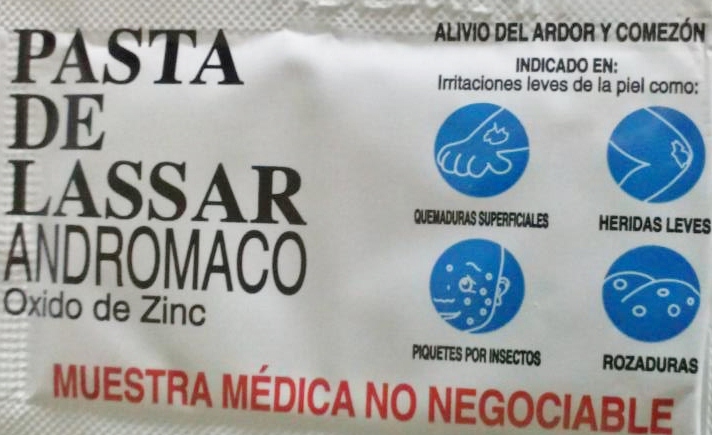 PASTA
DE
LASSAR
ANDROMACO
Oxido de Zinc
ALIVIO DEL ARDOR Y COMEZÓN
INDICADO EN:
Irritaciones leves de la piel como:
QUEMADURAS SUPERFICIALES
HERIDAS LEVES
PIQUETES POR INSECTOS
ROZADURAS
MUESTRA MÉDICA NO NEGOCIABLE